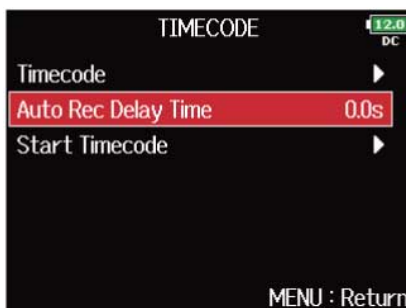 TIMECODE
12.0
DC
Timecode
Auto Rec Delay Time 0.0s
Start Timecode
MENU : Return